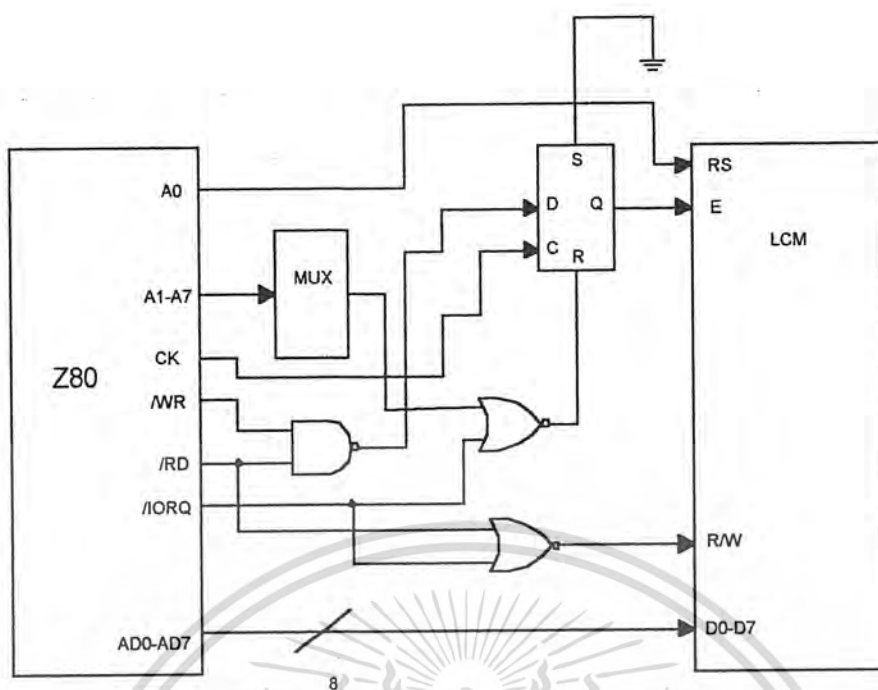 A0
S
RS
D
Q
E
C
R
LCM
MUX
A1-A7
CK
Z80
/WR
/RD
/IORQ
R/W
AD0-AD7
D0-D7
8